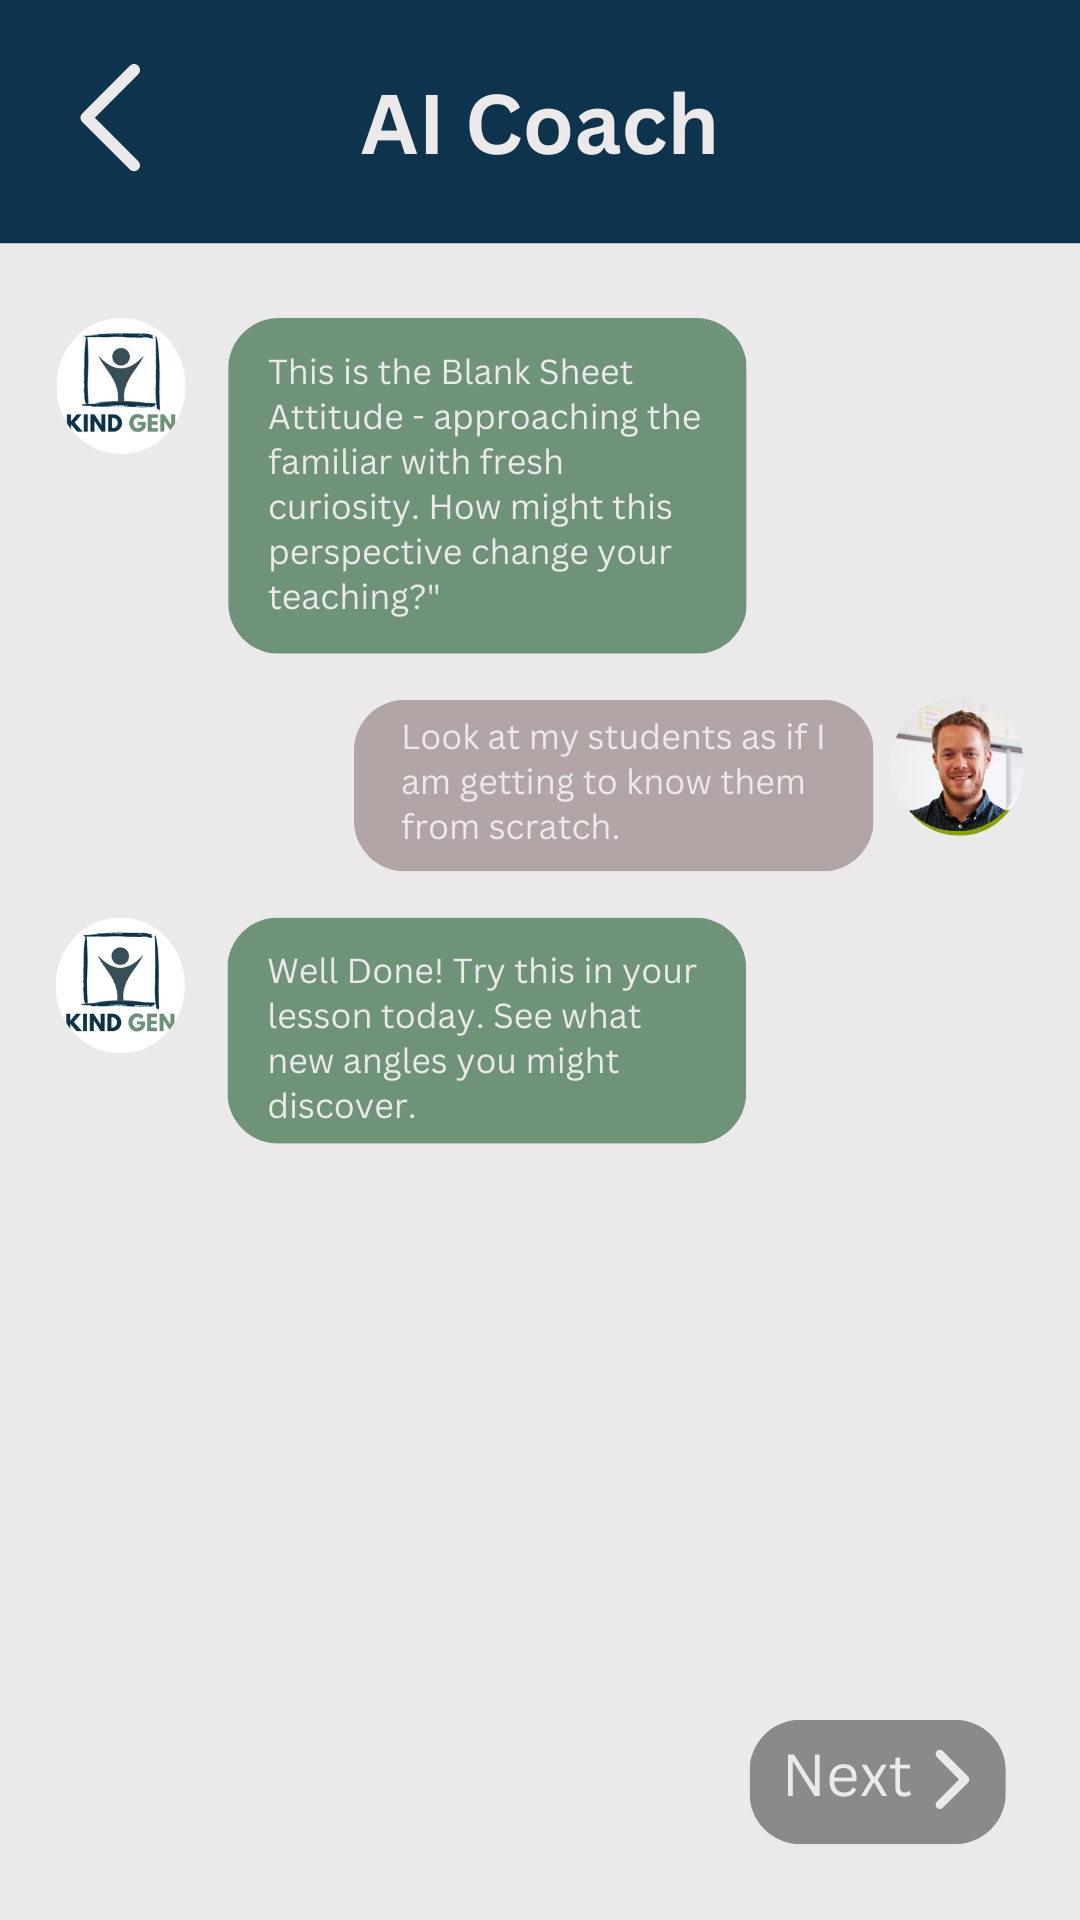 AI Coach
This is the Blank Sheet
Attitude - approaching the
familiar with fresh
curiosity. How might this
perspective change your
teaching?"
KIND GEN
Look at my students as if I
am getting to know them
from scratch.
Well Done! Try this in your
lesson today. See what
new angles you might
discover.
KIND GEN
Next